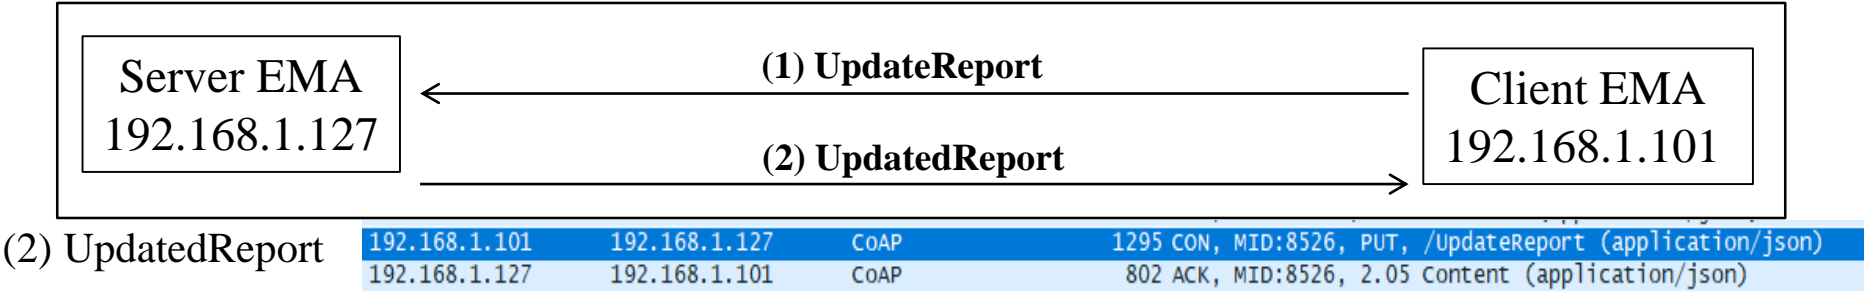 Server EMA
192.168.1.127
(1) UpdateReport
(2) UpdatedReport
Client EMA
192.168.1.101
(2) UpdatedReport
192.168.1.101 192.168.1.127 CoAP 1295 CON, MID:8526, PUT, /UpdateReport (application/json)
192.168.1.127 192.168.1.101 CoAP 802 ACK, MID:8526, 2.05 Content (application/json)